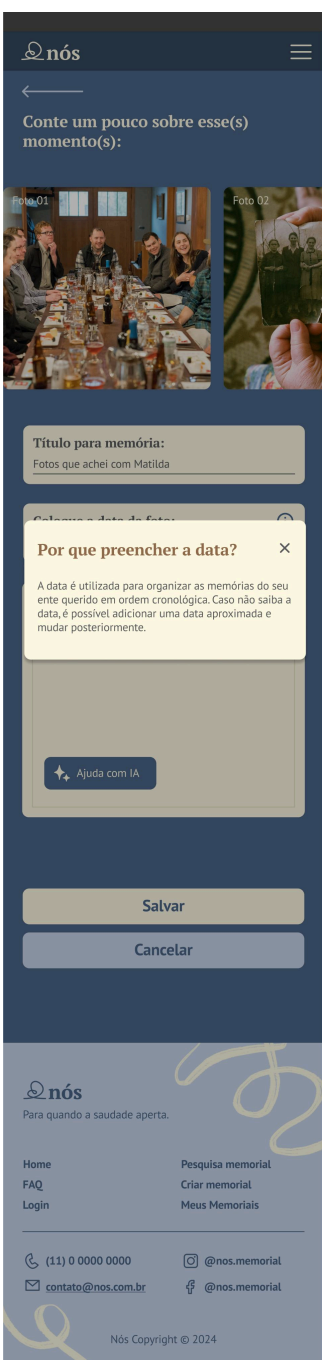 nós
Conte um pouco sobre esse(s)
momento(s):
Foto 01
Foto 02
Título para memória:
Fotos que achei com Matilda
Coloque a data da foto:
Por que preencher a data?
A data é utilizada para organizar as memórias do seu
ente querido em ordem cronológica. Caso não saiba a
data, é possível adicionar uma data aproximada e
mudar posteriormente.
Ajuda com IA
Salvar
Cancelar
nós
Para quando a saudade aperta.
Home
Pesquisa memorial
FAQ
Criar memorial
Login
Meus Memoriais
(11) 0 0000 0000
@nos.memorial
contato@nos.com.br
@nos.memorial
Nós Copyright © 2024